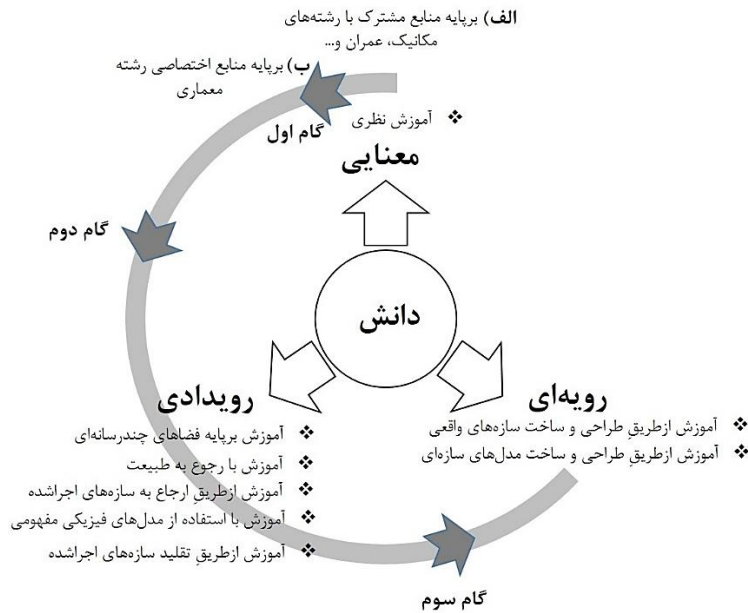 الف) برپایه منابع مشترک با رشته‌های
مکانیک، عمران و...
ب) برپایه منابع اختصاصی رشته
معماری
گام اول
❖ آموزش نظری
معنایی
گام دوم
دانش
رویدادی
❖ آموزش برپایه فضاهای چندرسانه‌ای
❖ آموزش با رجوع به طبیعت
❖ آموزش ازطریقِ ارجاع به سازه‌های اجراشده
❖ آموزش با استفاده از مدل‌های فیزیکی مفهومی
❖ آموزش ازطریقِ تقلید سازه‌های اجراشده
رویه‌ای
❖ آموزش ازطریقِ طراحی و ساخت سازه‌های واقعی
❖ آموزش ازطریقِ طراحی و ساخت مدل‌های سازه‌ای
گام سوم